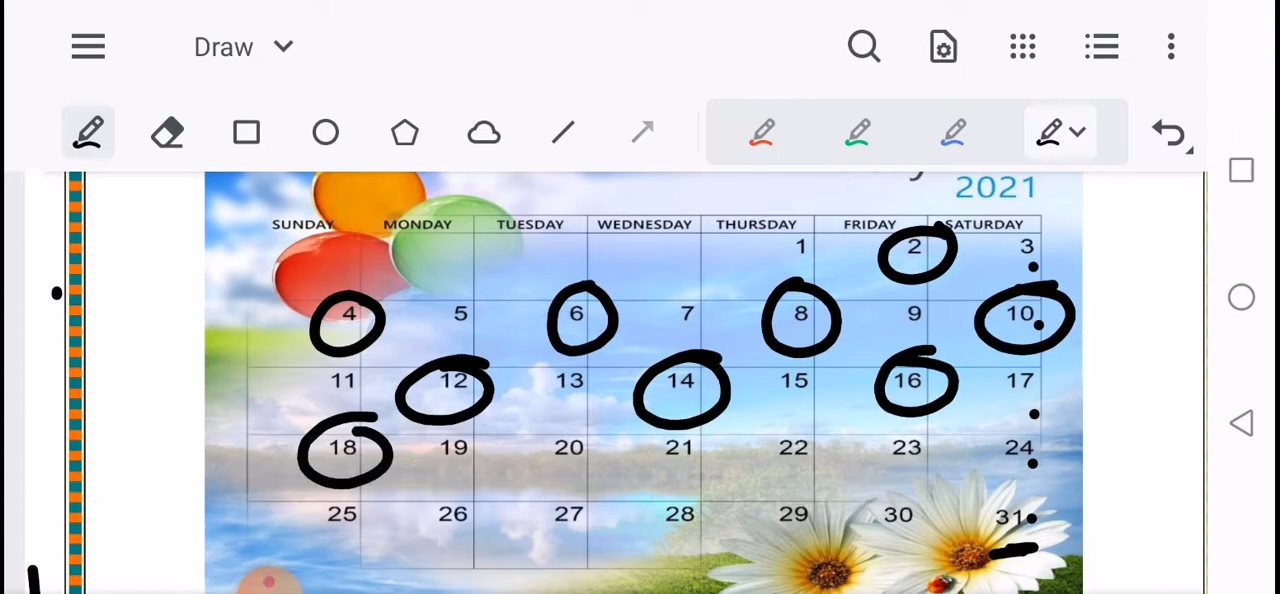 Draw
2021
SUNDAY MONDAY TUESDAY WEDNESDAY THURSDAY FRIDAY SATURDAY
1 2 3
4 5 6 7 8 9 10
11 12 13 14 15 16 17
18 19 20 21 22 23 24
25 26 27 28 29 30 31